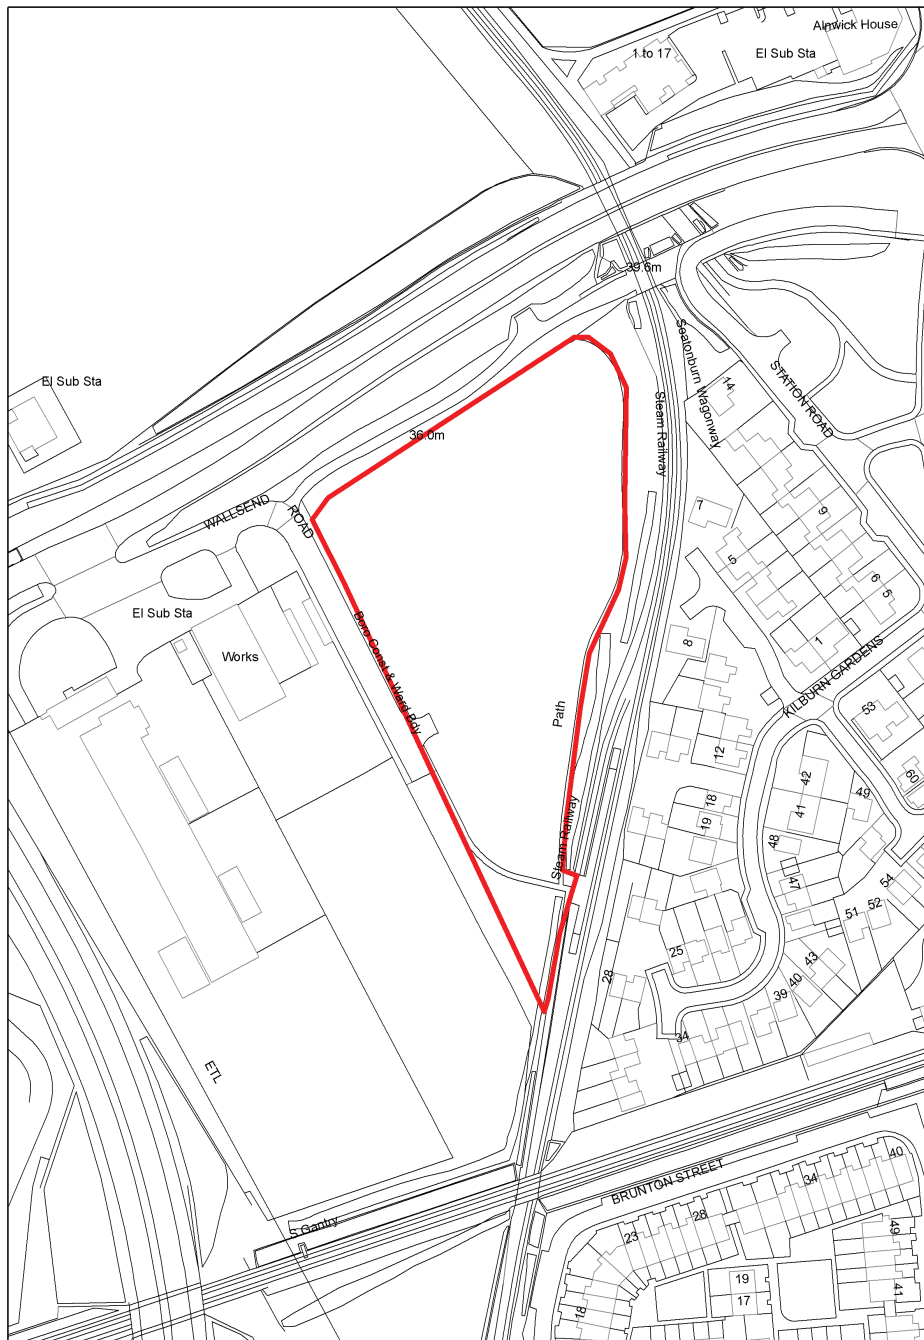 Alnwick House
1 to 17
El Sub Sta
39.6m
Seatonburn Wagonway
El Sub Sta
14
STATION ROAD
Steam Railway
36.0m
WALLSEND
ROAD
7
9
5
6
5
El Sub Sta
Works
Boro Const & Ward Bdy
8
1
KILBURN GARDENS
Path
53
12
42
60
49
18
41
19
48
Steam Railway
47
54
52
51
25
43
28
40
39
34
ETL
BRUNTON STREET
40
34
S Gantry
28
23
49
19
17
41
18